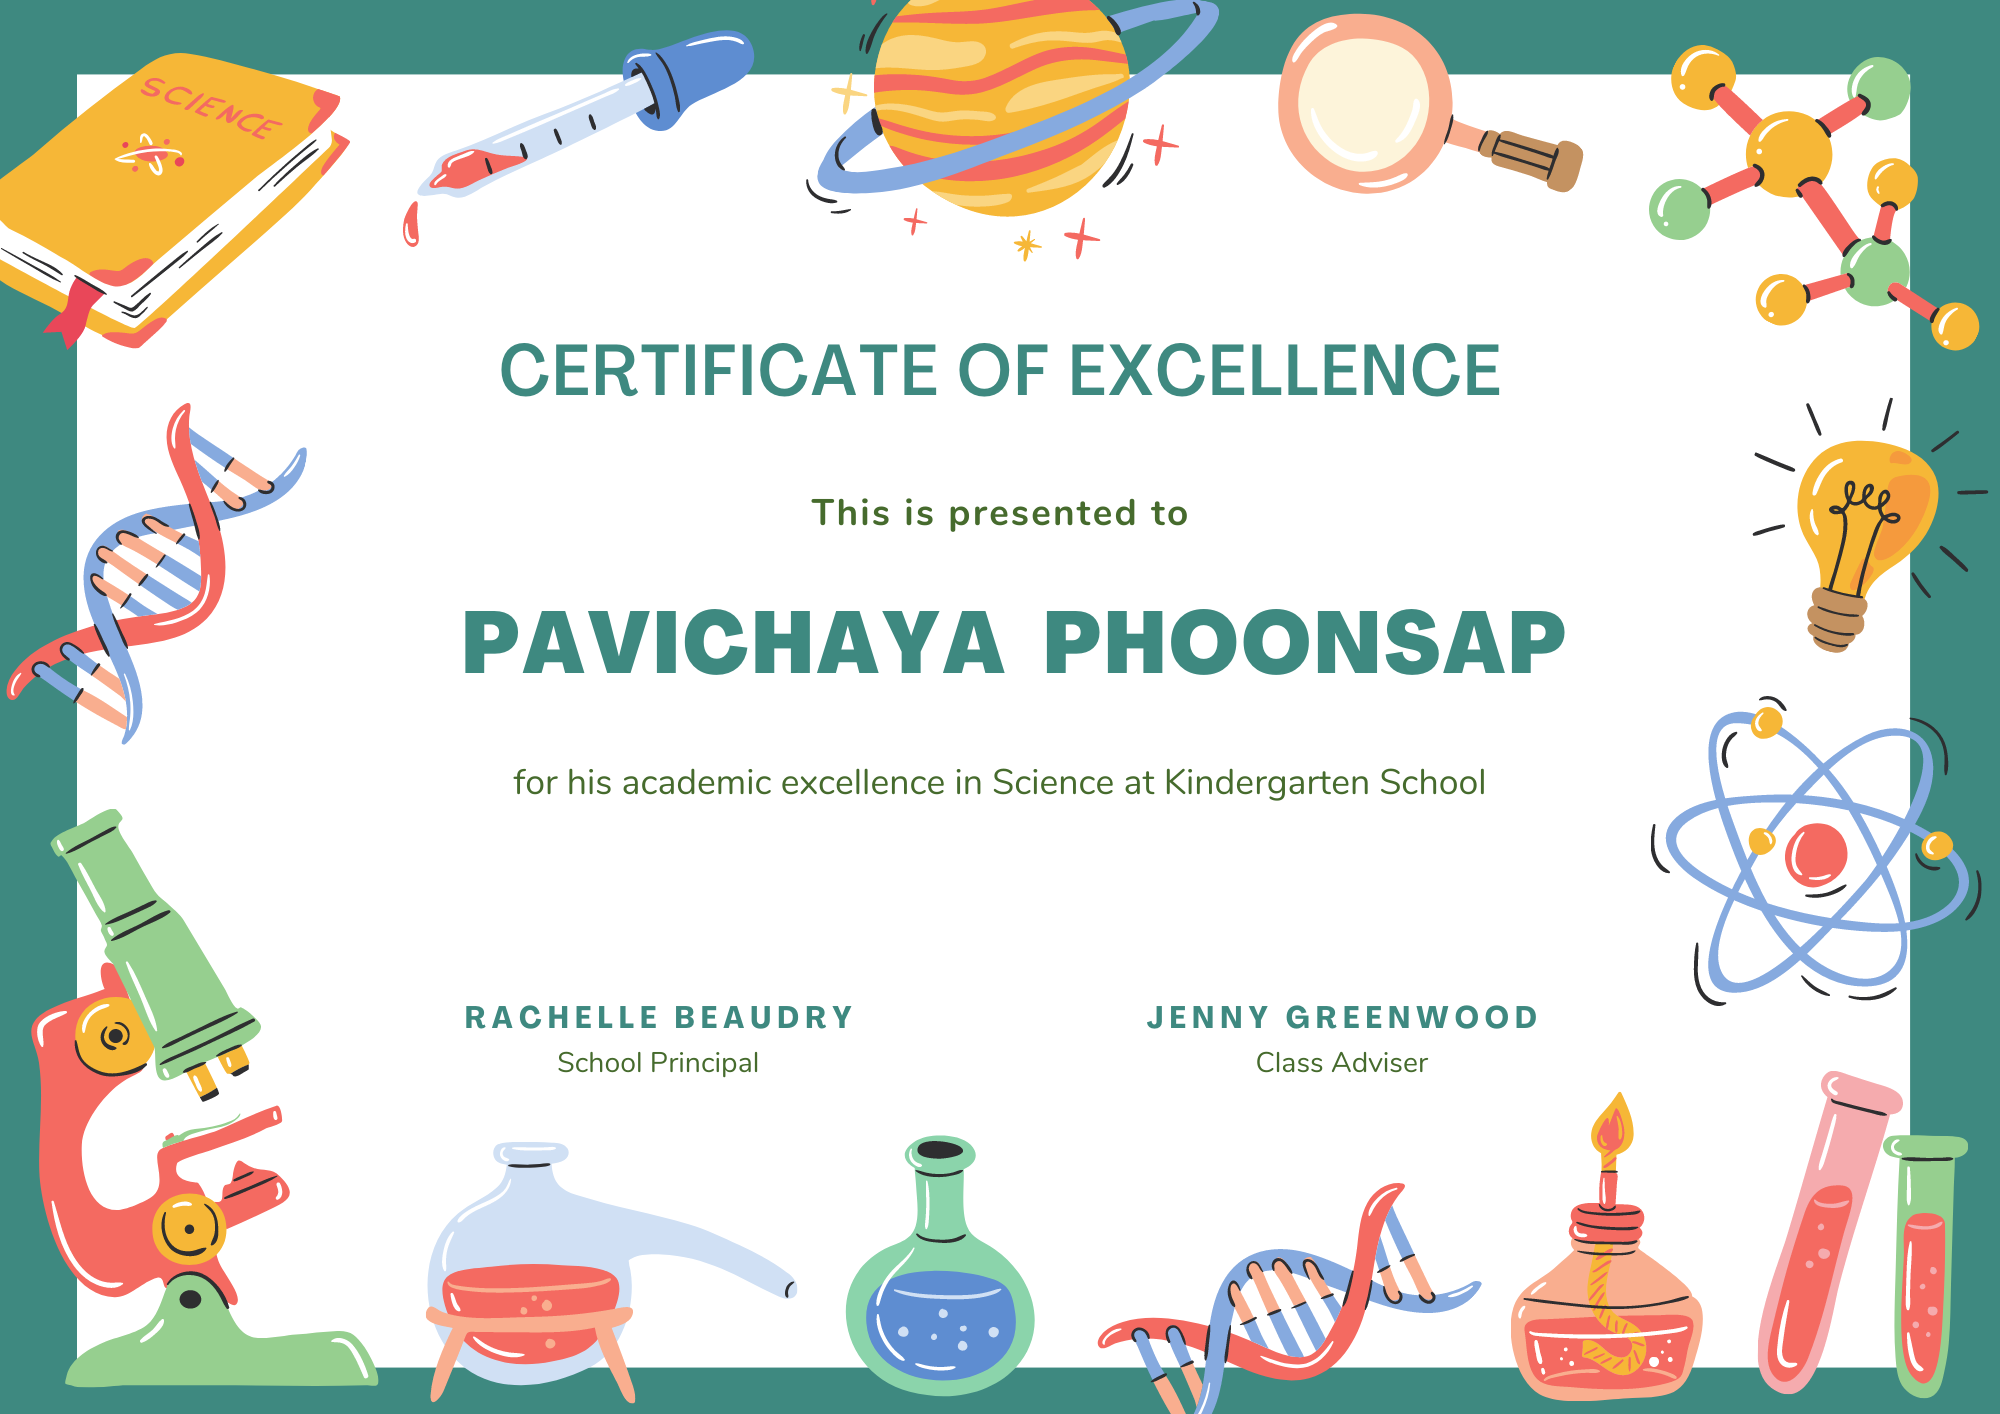 SCIENCE
CERTIFICATE OF EXCELLENCE
This is presented to
PAVICHAYA PHOONSAP
for his academic excellence in Science at Kindergarten School
RACHELLE BEAUDRY
School Principal
JENNY GREENWOOD
Class Adviser